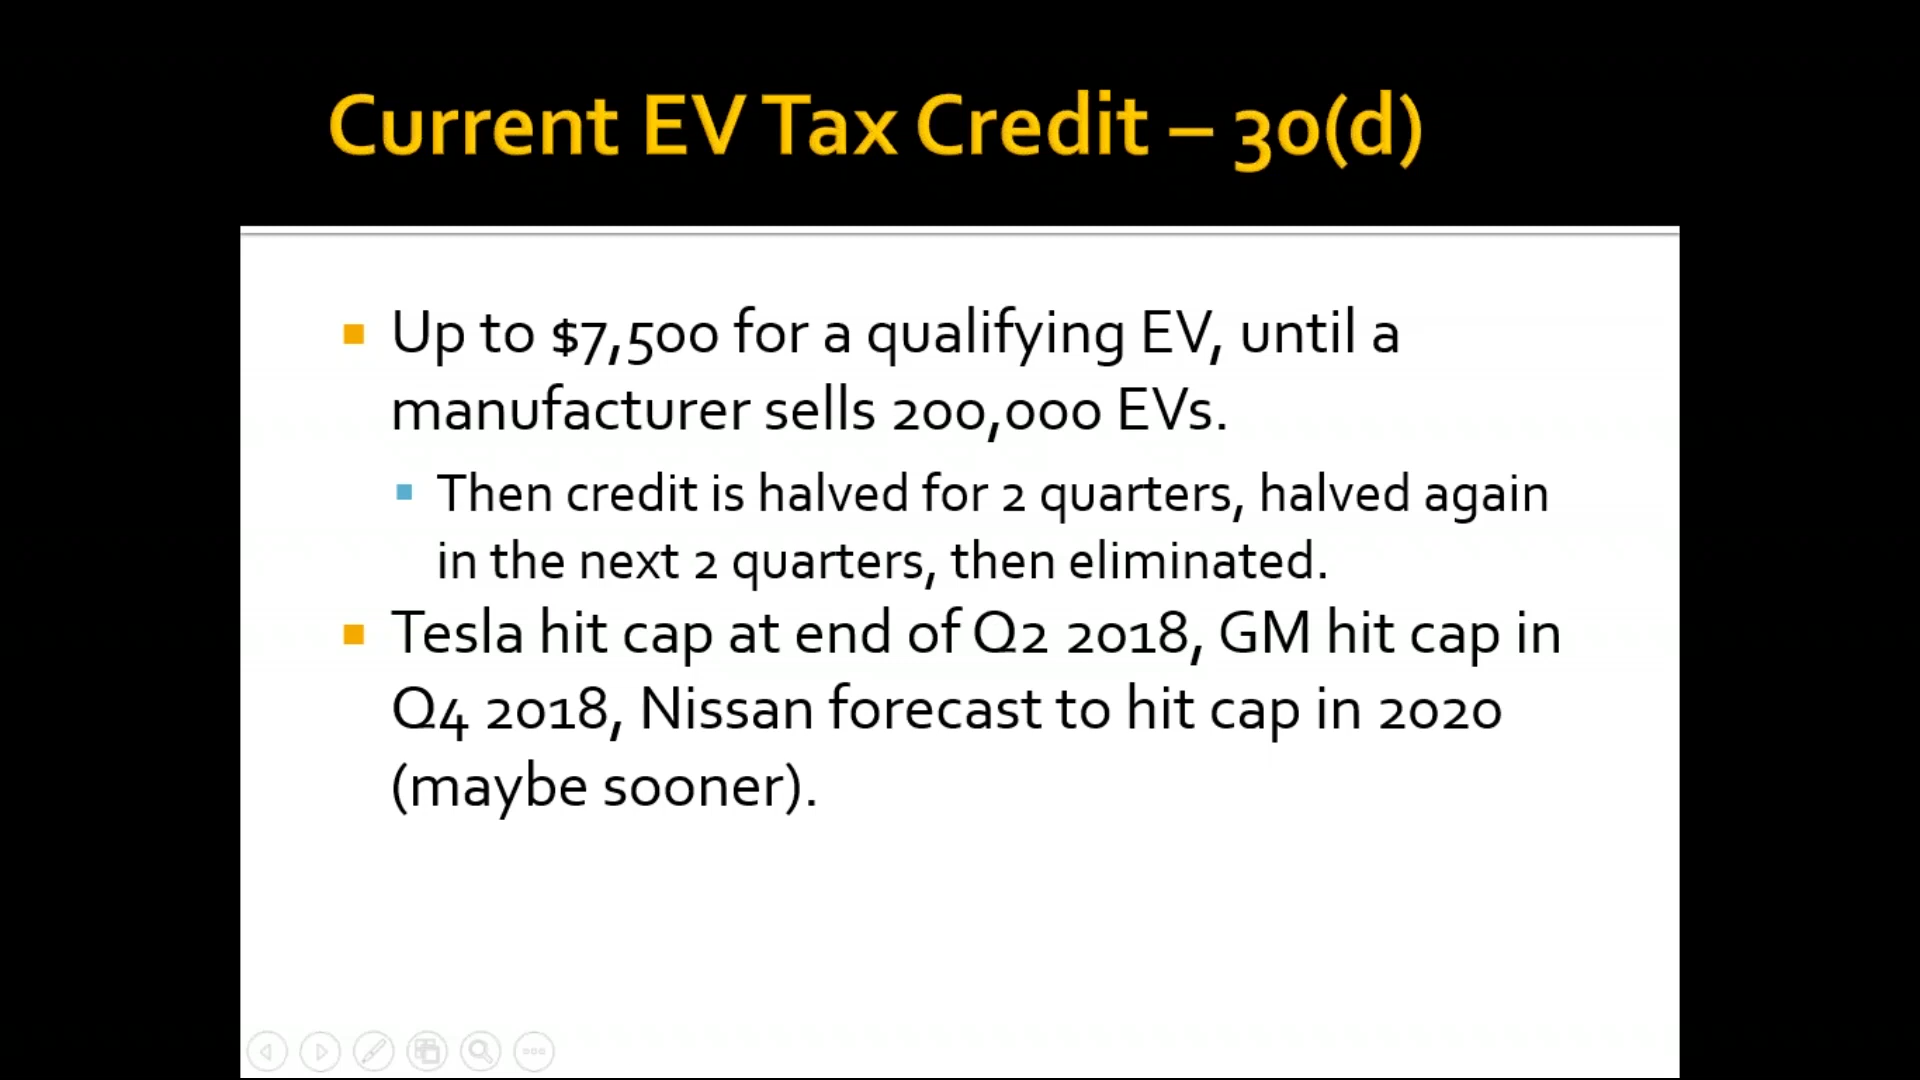 Current EV Tax Credit – 30(d)
Up to $7,500 for a qualifying EV, until a
manufacturer sells 200,000 EVs.
Then credit is halved for 2 quarters, halved again
in the next 2 quarters, then eliminated.
Tesla hit cap at end of Q2 2018, GM hit cap in
Q4 2018, Nissan forecast to hit cap in 2020
(maybe sooner).